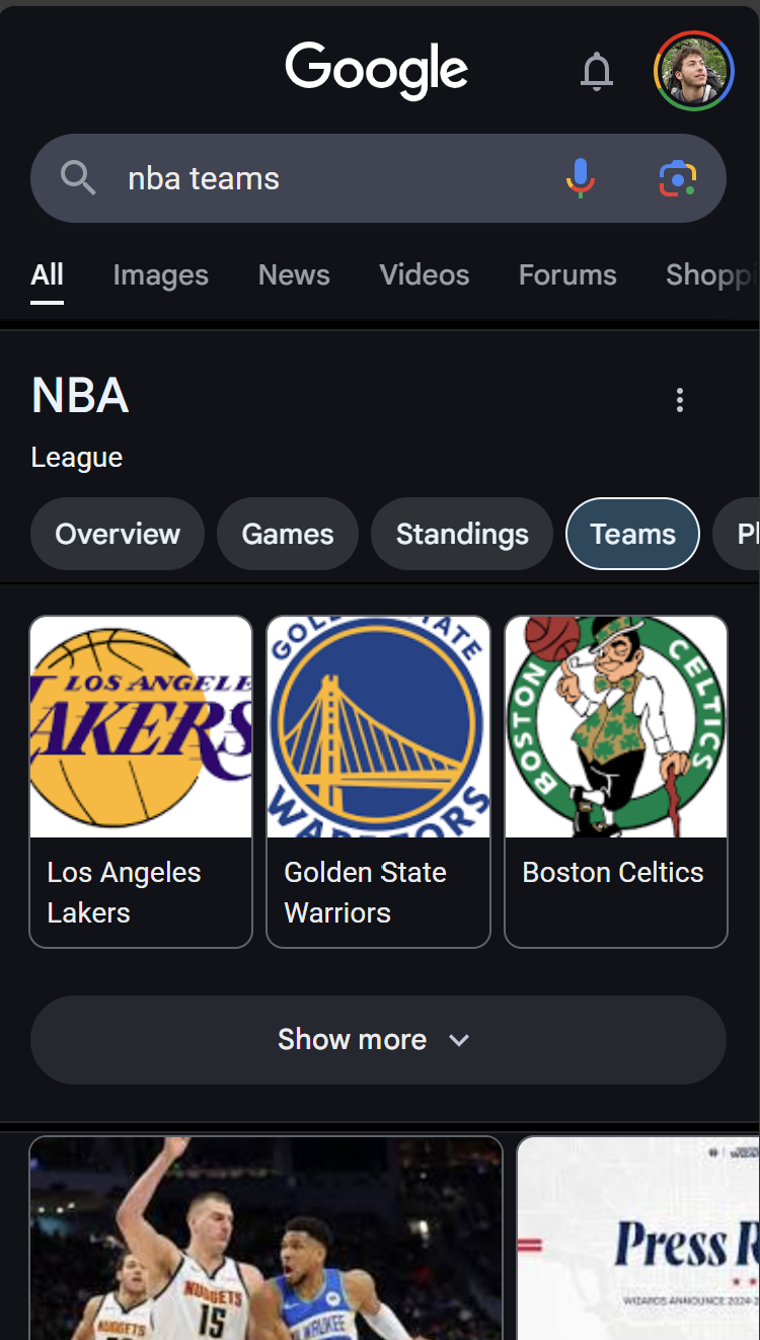 Google
nba teams
All Images News Videos Forums Shoppi
NBA
League
Overview Games Standings Teams Pl
LOS ANGELE
AKERS
GOL STATE
WARRIORS
BOSTON CELTICS
Los Angeles
Lakers
Golden State
Warriors
Boston Celtics
Show more
NUGGETS
15
NUGGETS
Press R
WIZARDS ANNOUNCE 2024-2